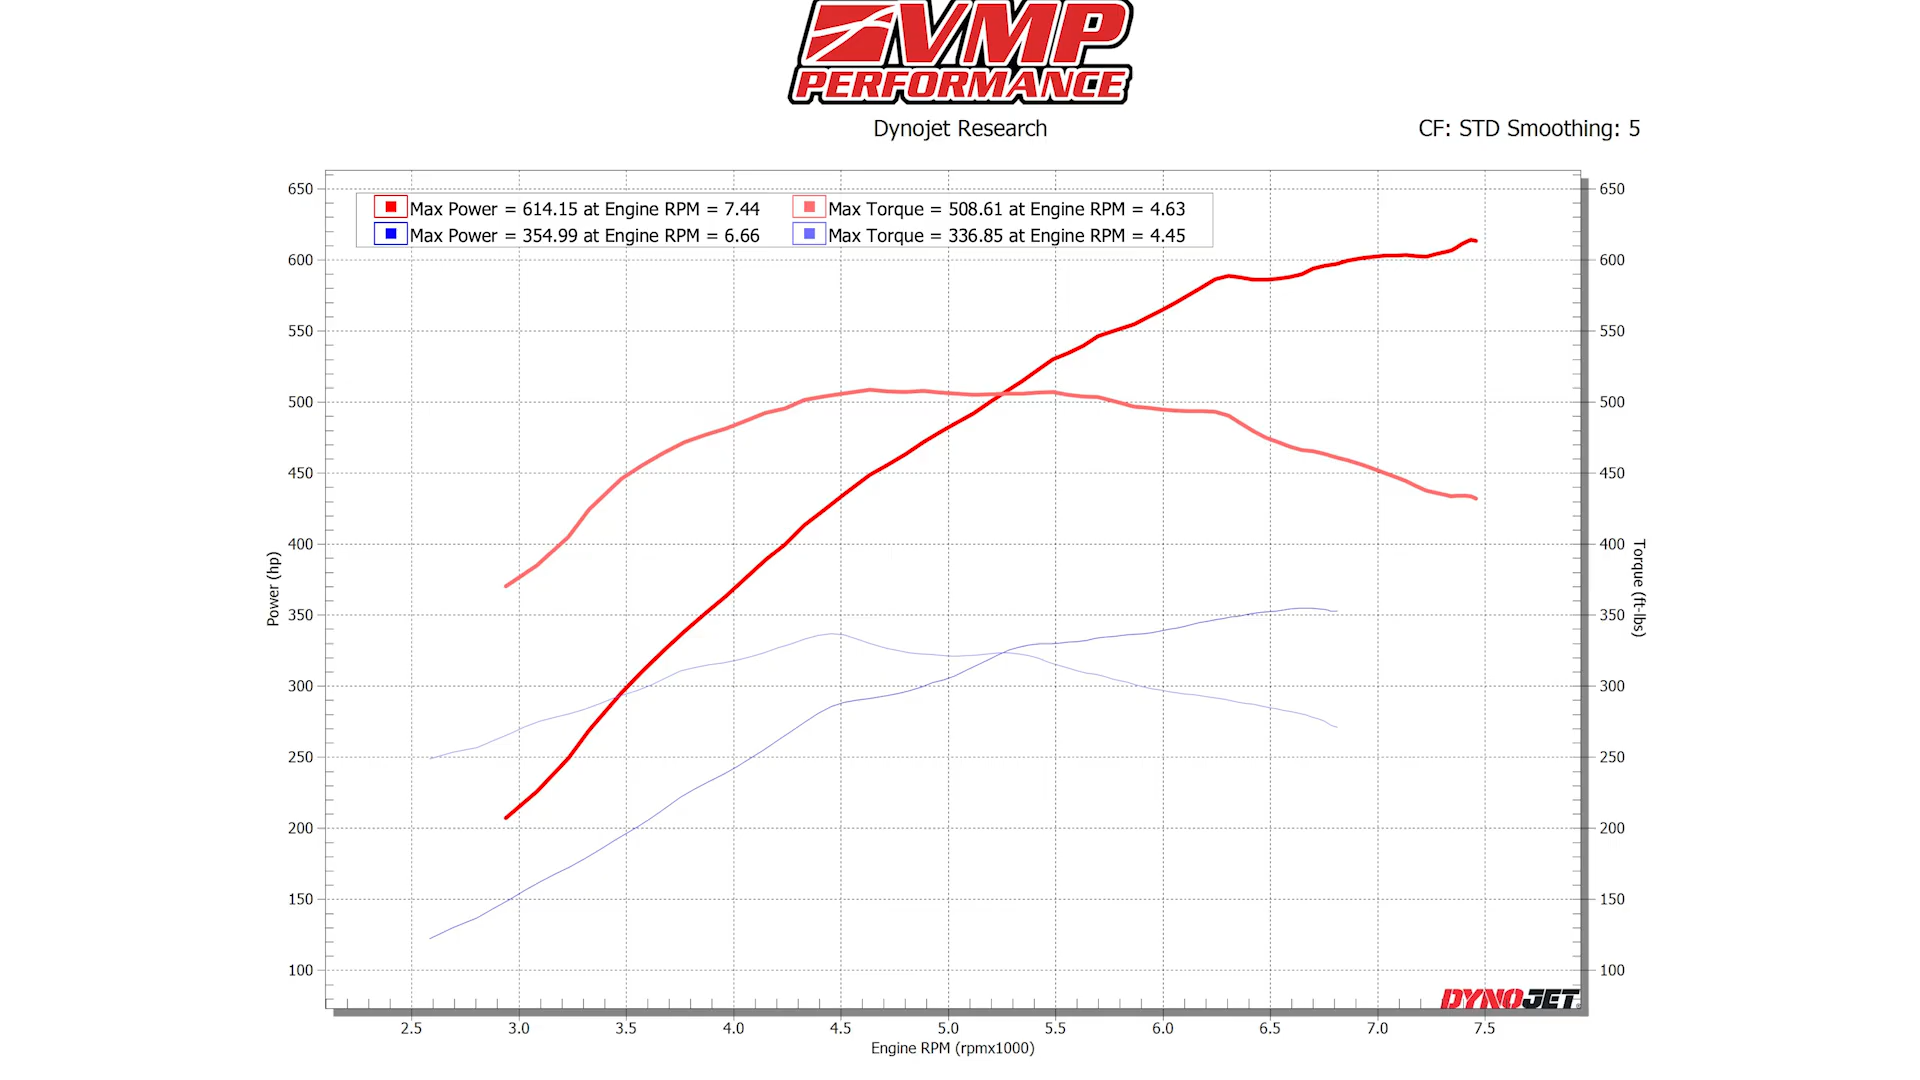 VMP
PERFORMANCE
Dynojet Research
CF: STD Smoothing: 5
Max Power = 614.15 at Engine RPM = 7.44
Max Torque = 508.61 at Engine RPM = 4.63
Max Power = 354.99 at Engine RPM = 6.66
Max Torque = 336.85 at Engine RPM = 4.45
Power (hp)
650
600
550
500
450
400
350
300
250
200
150
100
650
600
550
500
450
400
350
300
250
200
150
100
Torque (ft-lbs)
DYNOJET
2.5 3.0 3.5 4.0 4.5 5.0 5.5 6.0 6.5 7.0 7.5
Engine RPM (rpmx1000)